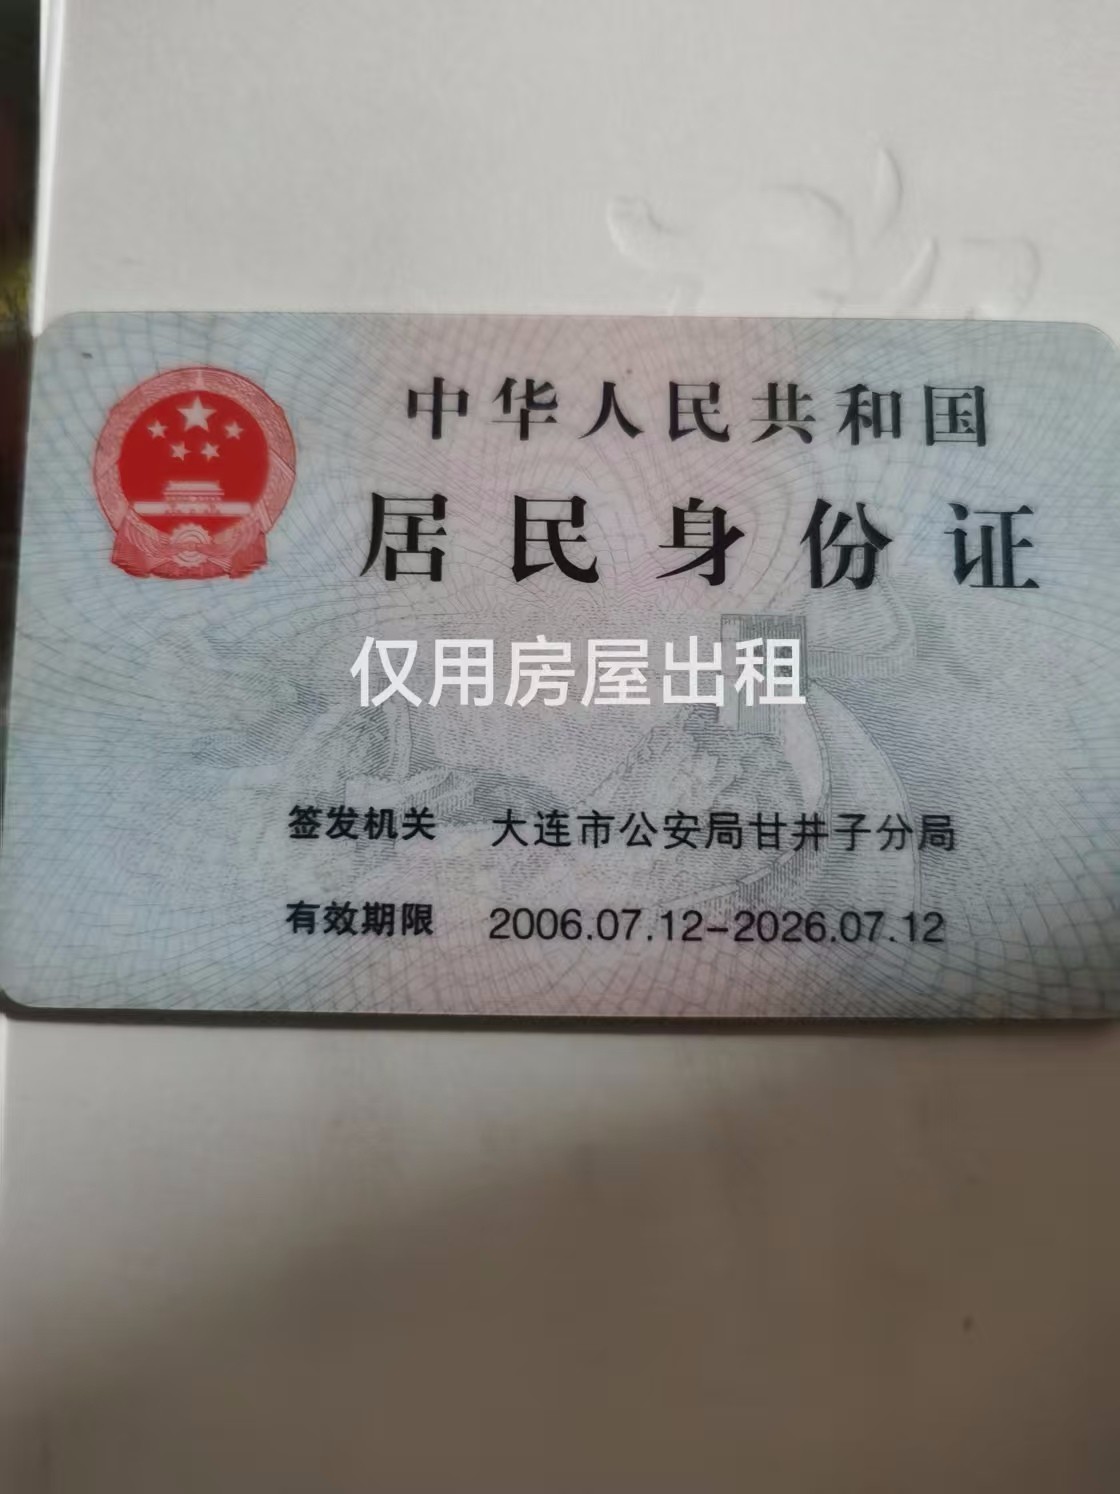 中华人民共和国
居民身份证
仅用房屋出租
签发机关 大连市公安局甘井子分局
有效期限 2006.07.12-2026.07.12